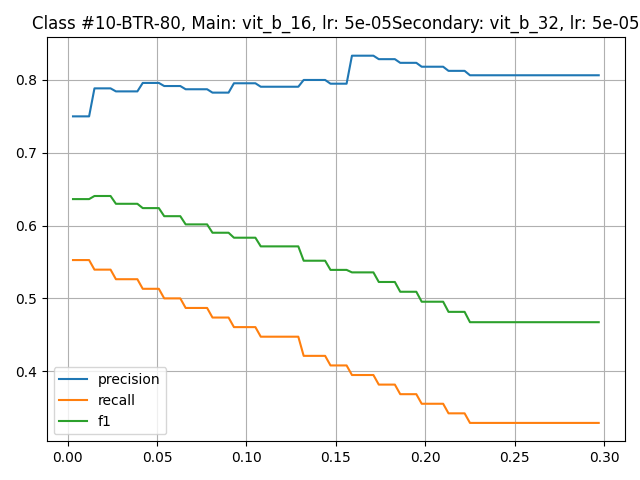 Class #10-BTR-80, Main: vit_b_16, lr: 5e-05Secondary: vit_b_32, lr: 5e-05
0.8
0.7
0.6
0.5
0.4
precision
recall
f1
0.00 0.05 0.10 0.15 0.20 0.25 0.30